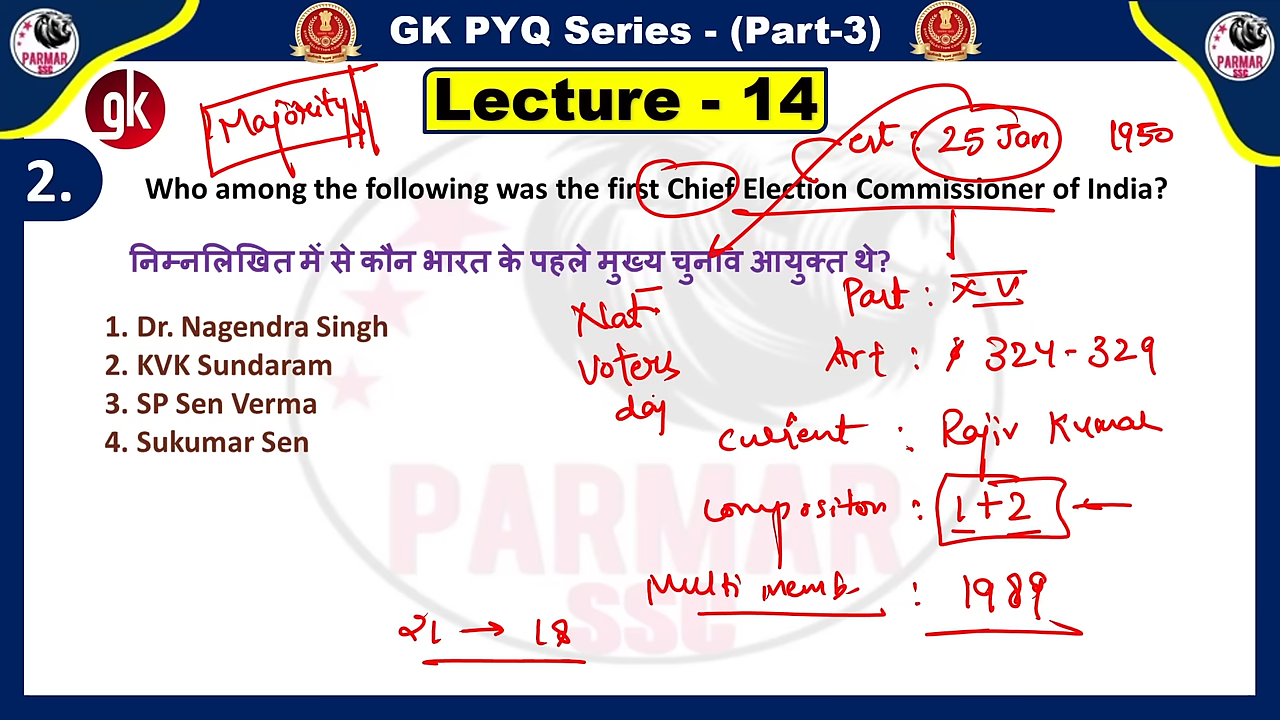 GK PYQ Series - (Part-3)
PARMAR
SSC
PARMAR
SSC
gk
Lecture - 14
Majority
est : 25 Jan 1950
2.
Who among the following was the first Chief Election Commissioner of India?
निम्नलिखित में से कौन भारत के पहले मुख्य चुनाव आयुक्त थे?
1. Dr. Nagendra Singh
2. KVK Sundaram
3. SP Sen Verma
4. Sukumar Sen
Nat
Voters
day
Part : XV
Art : 324-329
Current : Rajiv Kumar
Composition : 1+2
Multi memb. : 1989
21 → 18
PARMAR
SSC